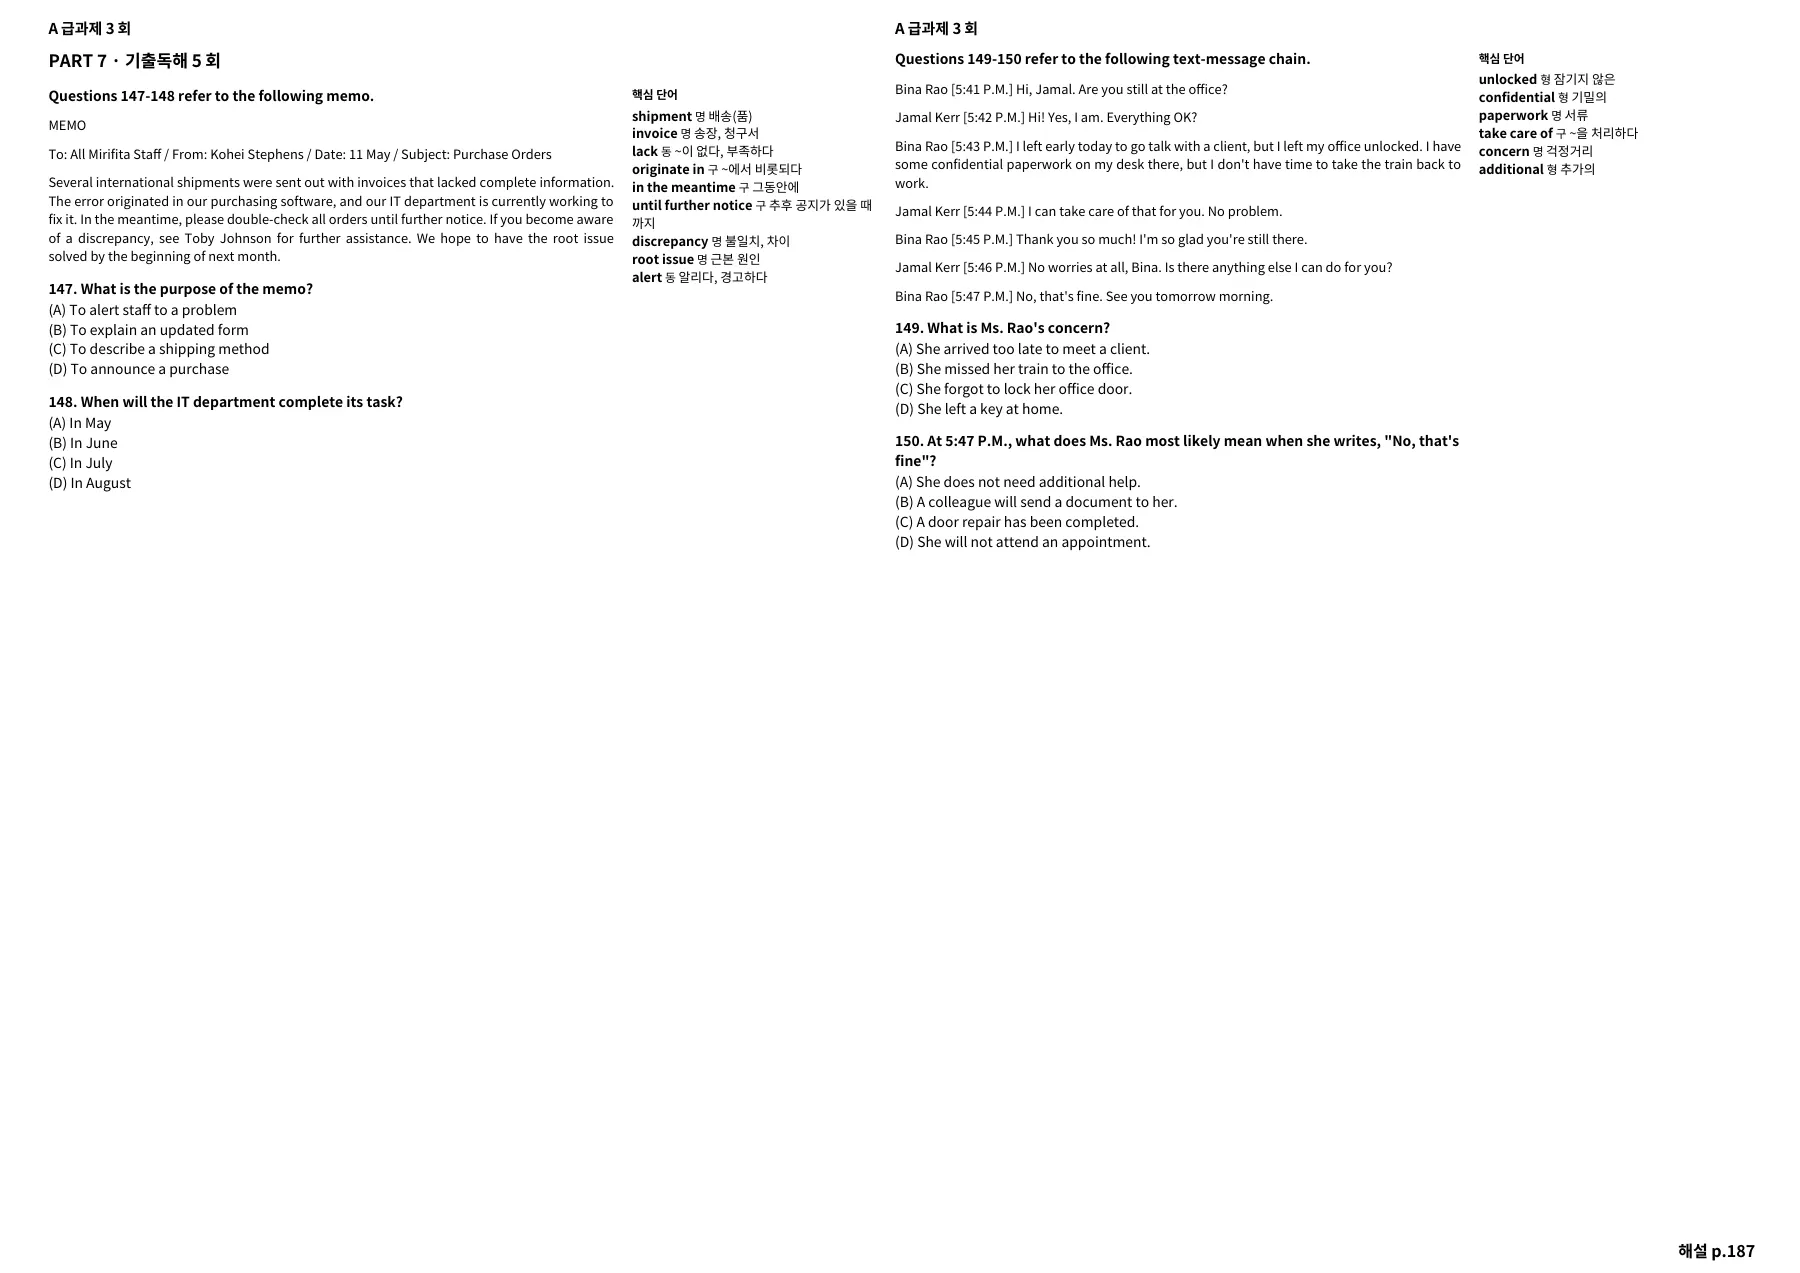 A 급과제 3 회
PART 7 · 기출독해 5 회
Questions 147-148 refer to the following memo.
MEMO
To: All Mirifita Staff / From: Kohei Stephens / Date: 11 May / Subject: Purchase Orders
Several international shipments were sent out with invoices that lacked complete information.
The error originated in our purchasing software, and our IT department is currently working to
fix it. In the meantime, please double-check all orders until further notice. If you become aware
of a discrepancy, see Toby Johnson for further assistance. We hope to have the root issue
solved by the beginning of next month.
147. What is the purpose of the memo?
(A) To alert staff to a problem
(B) To explain an updated form
(C) To describe a shipping method
(D) To announce a purchase
148. When will the IT department complete its task?
(A) In May
(B) In June
(C) In July
(D) In August
핵심 단어
shipment 명 배송(품)
invoice 명 송장, 청구서
lack 동 ~이 없다, 부족하다
originate in 구 ~에서 비롯되다
in the meantime 구 그동안에
until further notice 구 추후 공지가 있을 때
까지
discrepancy 명 불일치, 차이
root issue 명 근본 원인
alert 동 알리다, 경고하다
A 급과제 3 회
Questions 149-150 refer to the following text-message chain.
Bina Rao [5:41 P.M.] Hi, Jamal. Are you still at the office?
Jamal Kerr [5:42 P.M.] Hi! Yes, I am. Everything OK?
Bina Rao [5:43 P.M.] I left early today to go talk with a client, but I left my office unlocked. I have
some confidential paperwork on my desk there, but I don't have time to take the train back to
work.
Jamal Kerr [5:44 P.M.] I can take care of that for you. No problem.
Bina Rao [5:45 P.M.] Thank you so much! I'm so glad you're still there.
Jamal Kerr [5:46 P.M.] No worries at all, Bina. Is there anything else I can do for you?
Bina Rao [5:47 P.M.] No, that's fine. See you tomorrow morning.
149. What is Ms. Rao's concern?
(A) She arrived too late to meet a client.
(B) She missed her train to the office.
(C) She forgot to lock her office door.
(D) She left a key at home.
150. At 5:47 P.M., what does Ms. Rao most likely mean when she writes, "No, that's
fine"?
(A) She does not need additional help.
(B) A colleague will send a document to her.
(C) A door repair has been completed.
(D) She will not attend an appointment.
핵심 단어
unlocked 형 잠기지 않은
confidential 형 기밀의
paperwork 명 서류
take care of 구 ~을 처리하다
concern 명 걱정거리
additional 형 추가의
해설 p.187